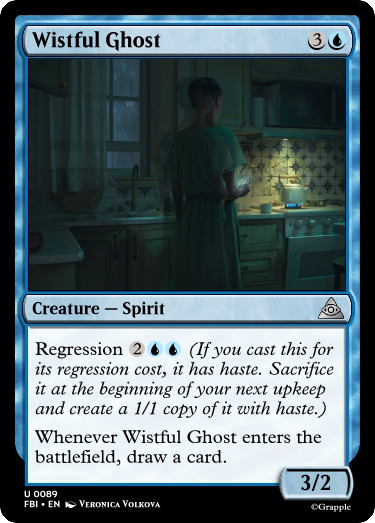 Wistful Ghost 3
Creature — Spirit
Regression 2 (If you cast this for
its regression cost, it has haste. Sacrifice
it at the beginning of your next upkeep
and create a 1/1 copy of it with haste.)
Whenever Wistful Ghost enters the
battlefield, draw a card.
3/2
U 0089
FBI • EN Veronica Volkova
©Grapple